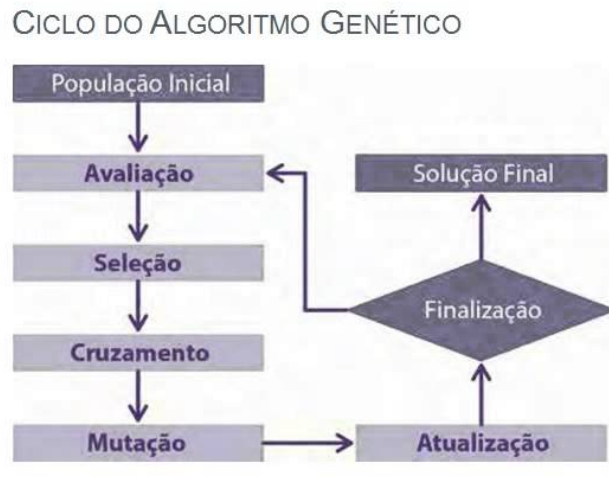 CICLO DO ALGORITMO GENÉTICO
População Inicial
Avaliação
Seleção
Cruzamento
Mutação
Atualização
Finalização
Solução Final